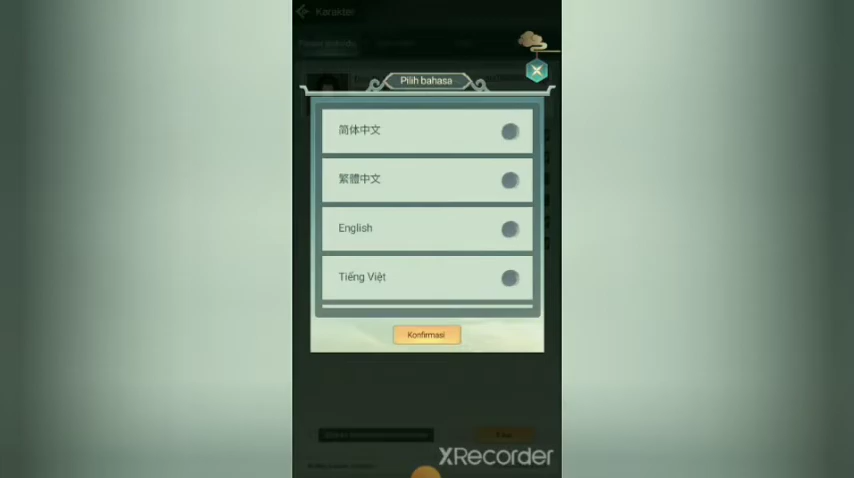 Karakter
Pilih bahasa
X
简体中文
繁體中文
English
Tiếng Việt
Konfirmasi
XRecorder